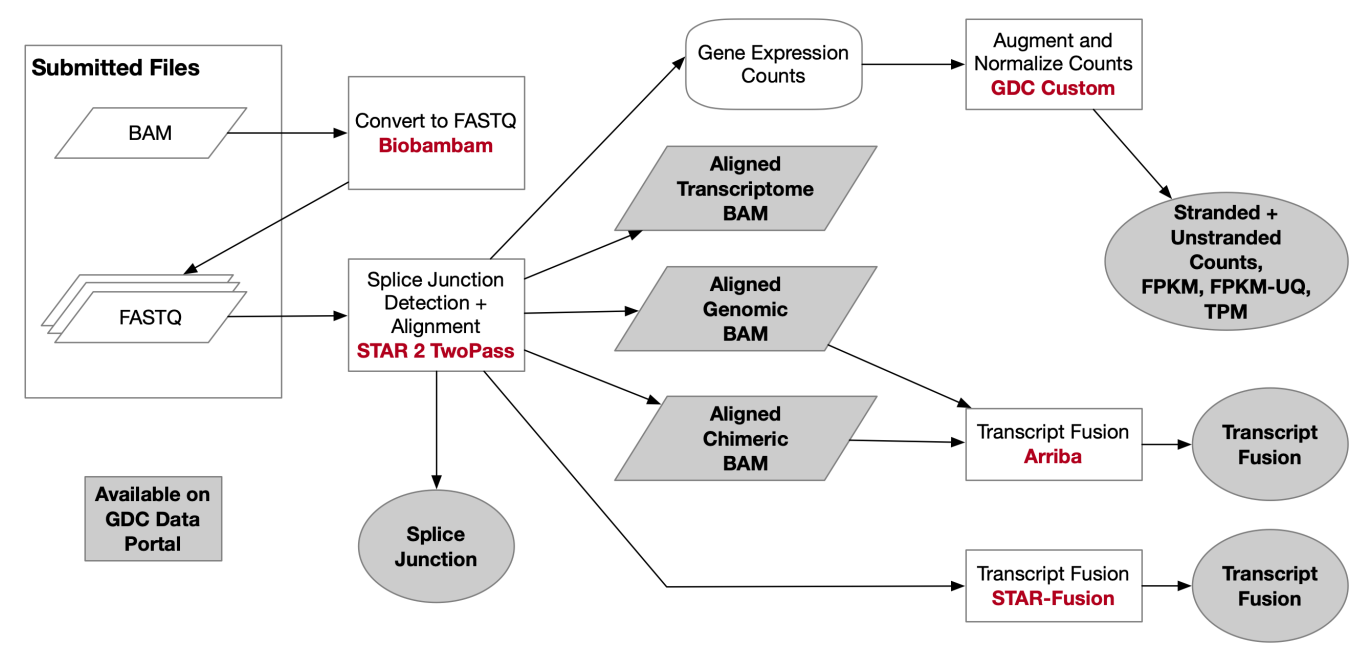 Submitted Files
BAM
Convert to FASTQ
Biobambam
FASTQ
Splice Junction
Detection +
Alignment
STAR 2 TwoPass
Gene Expression
Counts
Augment and
Normalize Counts
GDC Custom
Aligned
Transcriptome
BAM
Stranded +
Unstranded
Counts,
FPKM, FPKM-UQ,
TPM
Aligned
Genomic
BAM
Aligned
Chimeric
BAM
Transcript Fusion
Arriba
Transcript
Fusion
Available on
GDC Data
Portal
Splice
Junction
Transcript Fusion
STAR-Fusion
Transcript
Fusion